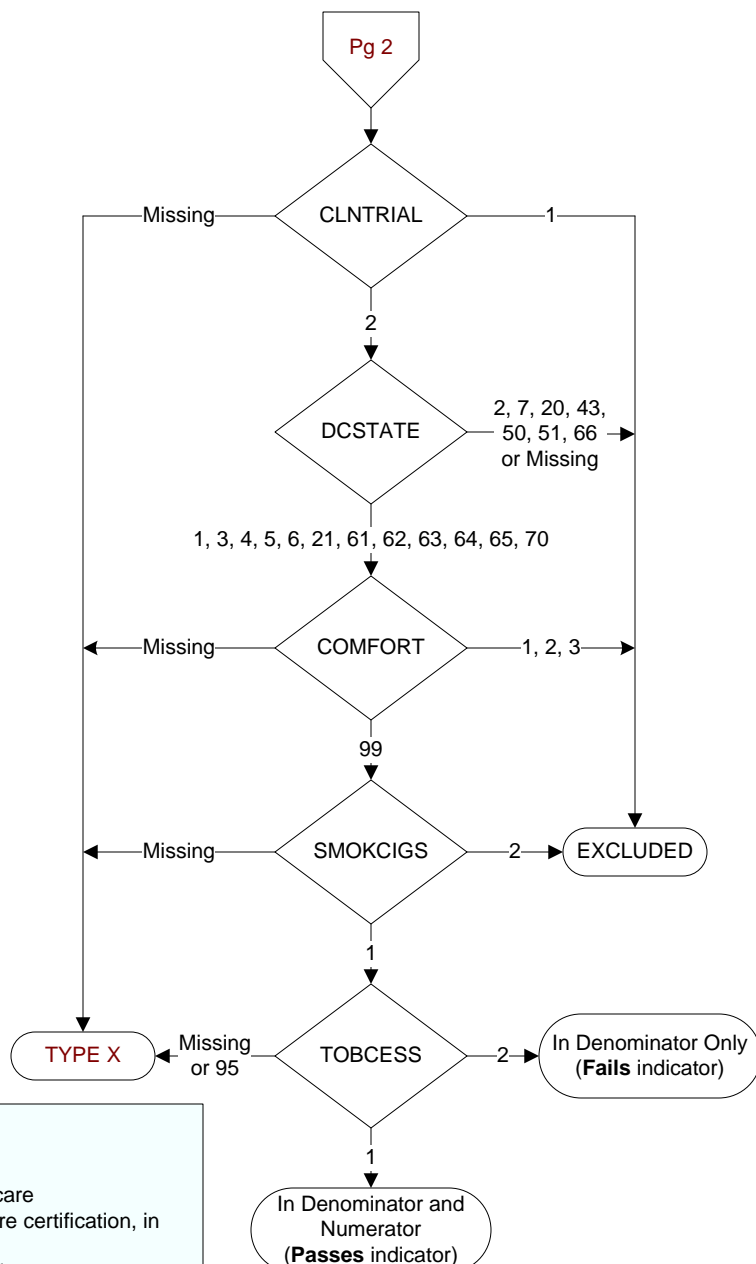 Pg 2
CLNTRIAL
Missing
1
2
DCSTATE
2, 7, 20, 43,
50, 51, 66
or Missing
1, 3, 4, 5, 6, 21, 61, 62, 63, 64, 65, 70
COMFORT
Missing
1, 2, 3
99
SMOKCIGS
Missing
2
EXCLUDED
1
TYPE X
Missing
or 95
TOBCESS
2
In Denominator Only
(Fails indicator)
1
In Denominator and
Numerator
(Passes indicator)
care
re certification, in